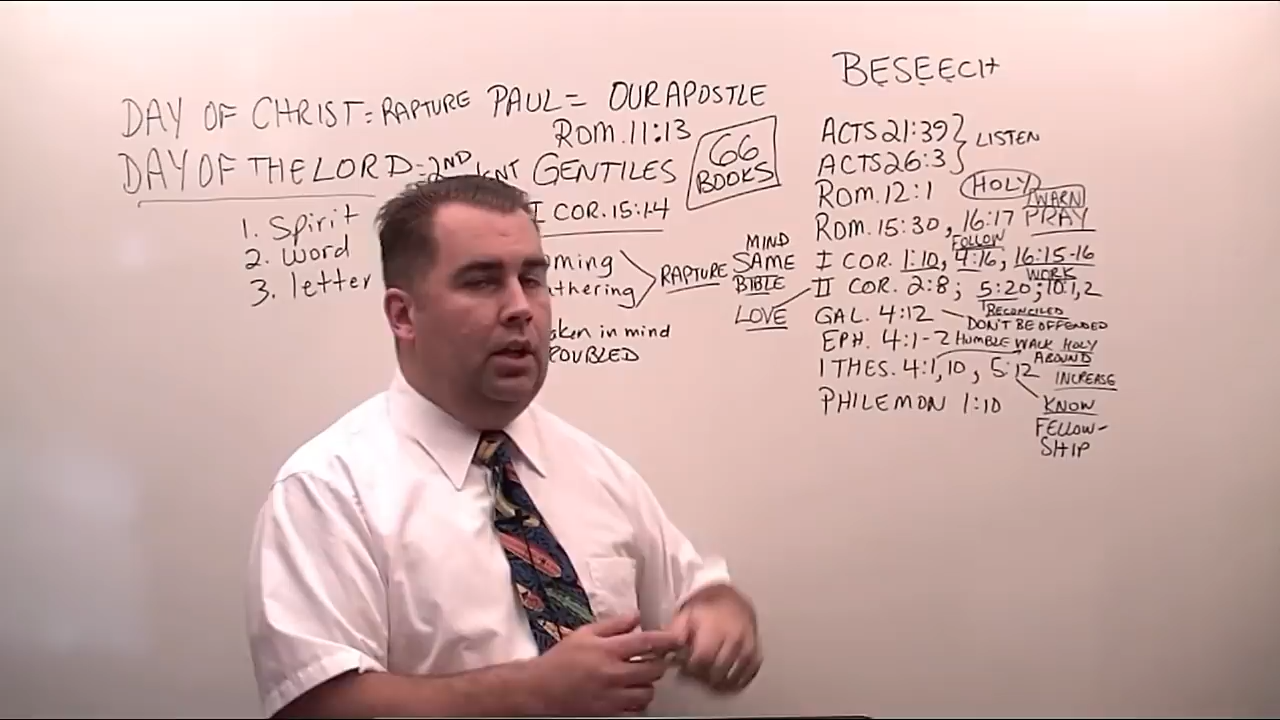 DAY OF CHRIST = RAPTURE PAUL = OUR APOSTLE
ROM. 11:13
DAY OF THE LORD = 2ND GENTILES
66 BOOKS
1. Spirit
2. word
3. letter
I COR. 15:1-4
RAPTURE
MIND
SAME
BIBLE
LOVE
BESEECH
ACTS 21:39 } LISTEN
ACTS 26:3
ROM. 12:1 HOLY
WARN
ROM. 15:30, 16:17 PRAY
FOLLOW
I COR. 1:10, 4:16, 16:15-16
WORK
II COR. 2:8; 5:20; 10:1,2
RECONCILED
GAL. 4:12 DON'T BE OFFENDED
EPH. 4:1-2 HUMBLE WALK HOLY
AROUND
I THES. 4:1,10, 5:12
INCREASE
PHILEMON 1:10 KNOW
FELLOW-
SHIP
in mind